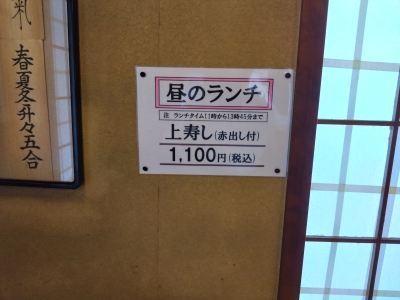 札
春夏冬升々五合
昼のランチ
注 ランチタイム11時から13時45分まで
上寿し(赤出し付)
1,100円(税込)